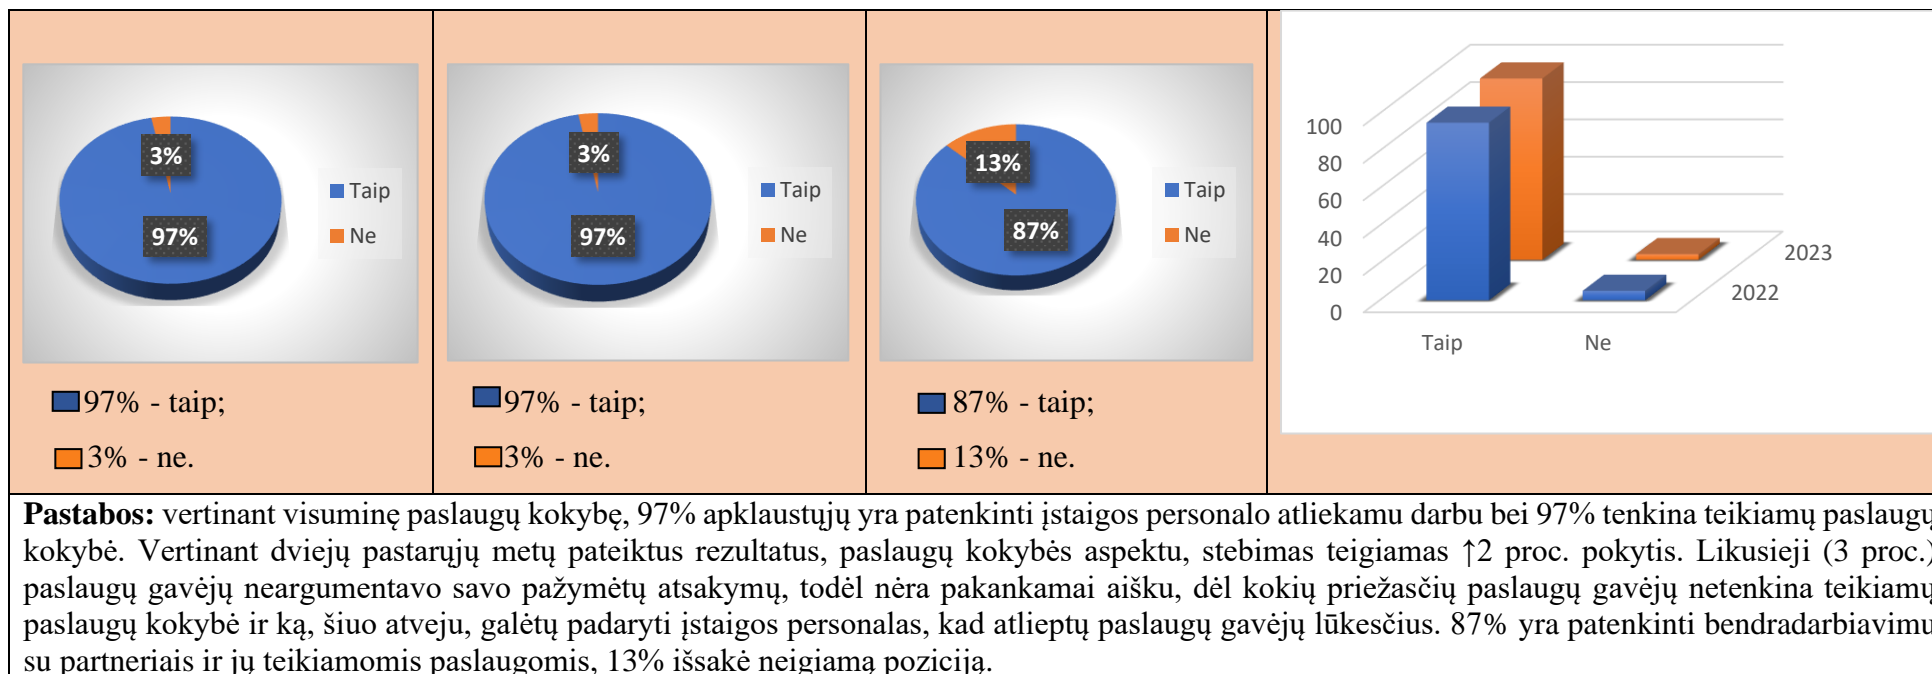 3%
97%
Taip
Ne
97% - taip;
3% - ne.
3%
97%
Taip
Ne
97% - taip;
3% - ne.
13%
87%
Taip
Ne
87% - taip;
13% - ne.
100
80
60
40
20
0
Taip
Ne
2023
2022
Pastabos: vertinant visuminę paslaugų kokybę, 97% apklaustųjų yra patenkinti įstaigos personalo atliekamu darbu bei 97% tenkina teikiamų paslaugų
kokybė. Vertinant dviejų pastarųjų metų pateiktus rezultatus, paslaugų kokybės aspektu, stebimas teigiamas ↑2 proc. pokytis. Likusieji (3 proc.)
paslaugų gavėjų neargumentavo savo pažymėtų atsakymų, todėl nėra pakankamai aišku, dėl kokių priežasčių paslaugų gavėjų netenkina teikiamų
paslaugų kokybė ir ką, šiuo atveju, galėtų padaryti įstaigos personalas, kad atlieptų paslaugų gavėjų lūkesčius. 87% yra patenkinti bendradarbiavimu
su partneriais ir jų teikiamomis paslaugomis, 13% išsakė neigiamą poziciją.